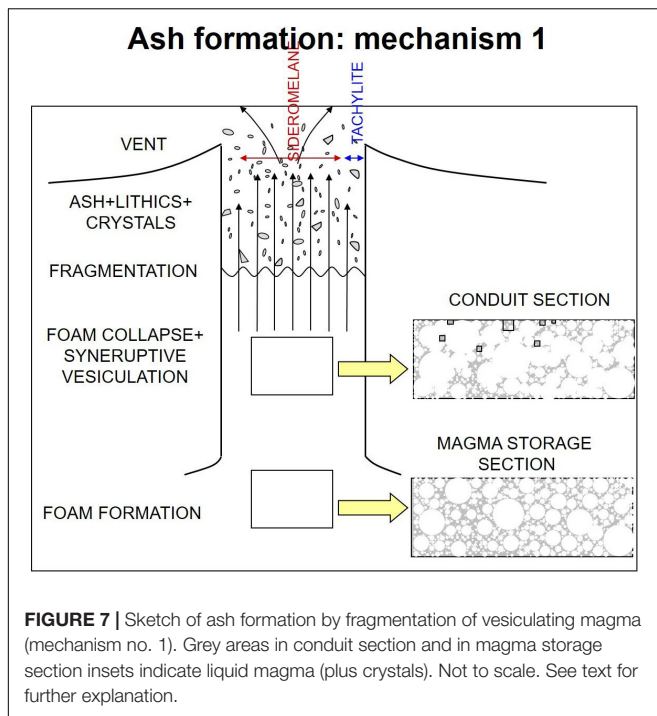 Ash formation: mechanism 1
SIDEROMELANE
TACHYLITE
VENT
ASH+LITHICS+
CRYSTALS
FRAGMENTATION
CONDUIT SECTION
FOAM COLLAPSE+
SYNERUPTIVE
VESICULATION
MAGMA STORAGE
SECTION
FOAM FORMATION
FIGURE 7 | Sketch of ash formation by fragmentation of vesiculating magma
(mechanism no. 1). Grey areas in conduit section and in magma storage
section insets indicate liquid magma (plus crystals). Not to scale. See text for
further explanation.